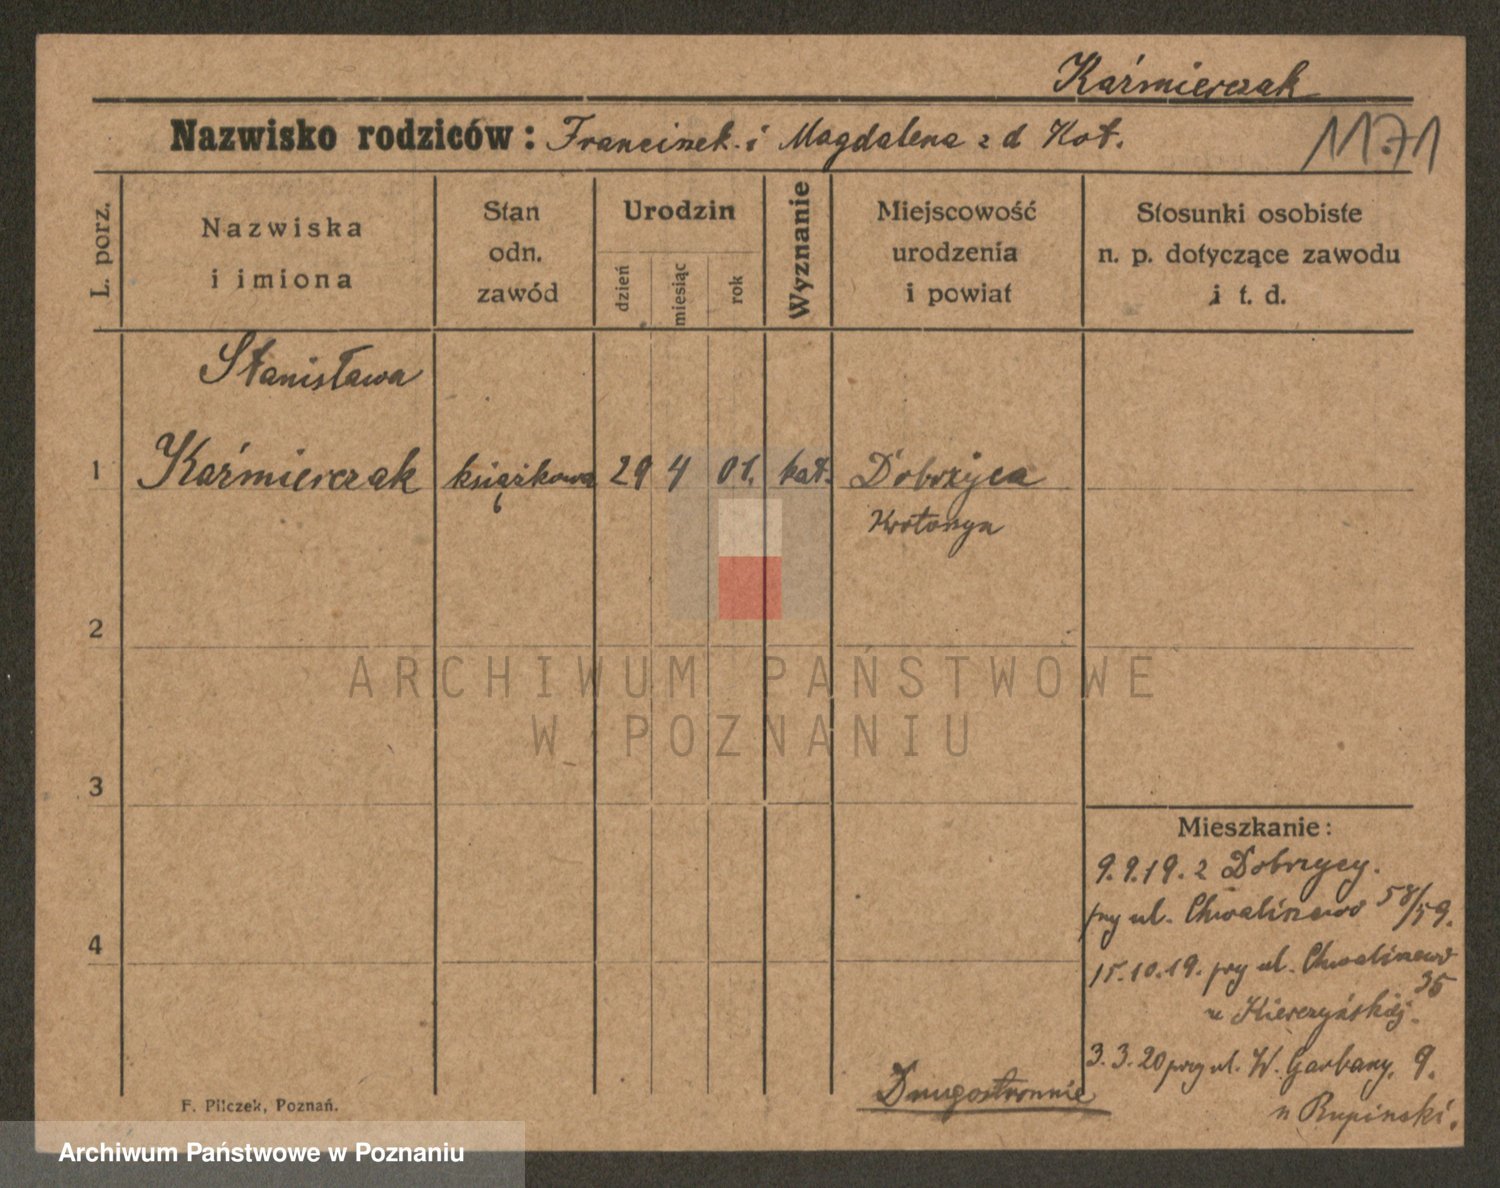 Kaźmierczak
Nazwisko rodziców: Franciszek i Magdalena z d Kot.
1171
L. porz.
Nazwiska
i imiona
Stan
odn.
zawód
Urodzin
dzień
miesiąc
rok
Wyznanie
Miejscowość
urodzenia
i powiat
Stosunki osobiste
n. p. dotyczące zawodu
i t. d.
Stanisława
1 Kaźmierczak książkowa 29 4 01. kat. Dobrzyca
Krotoszyn
2
3
4
ARCHIWUM PAŃSTWOWE
W POZNANIU
Mieszkanie:
9.9.19. z Dobrzycy.
przy ul. Chwaliszewo 58/59.
15.10.19. przy ul. Chwaliszewo
35
u Kierczyńskiej.
3.3.20 przy ul. W. Garbary. 9.
u Rupinski.
Drugostronnie
F. Pilczek, Poznań.
Archiwum Państwowe w Poznaniu